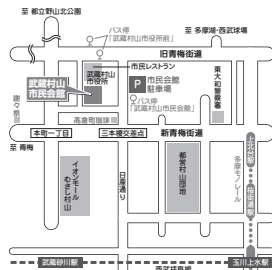 至 都立野山北公園
バス停
「武蔵村山市役所前」
至 多摩湖・西武球場
旧青梅街道
市民レストラン
武蔵村山
市役所
武蔵村山
市民会館
P
市民会館
駐車場
バス停
「武蔵村山市民会館」
東大和警察署
高倉町珈琲
本町一丁目
三本榎交差点
新青梅街道
至 青梅
イオンモール
むさし村山
日産通り
都営村山団地
多摩モノレール
上北台駅
武蔵砂川駅
玉川上水駅
西武拝島線